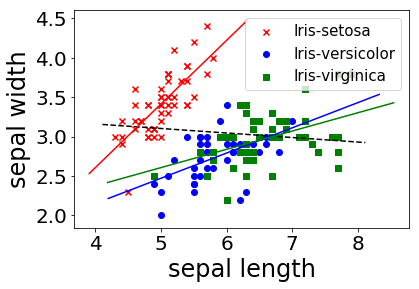 4.5
4.0
3.5
3.0
2.5
2.0
sepal width
Iris-setosa
Iris-versicolor
Iris-virginica
4 5 6 7 8
sepal length